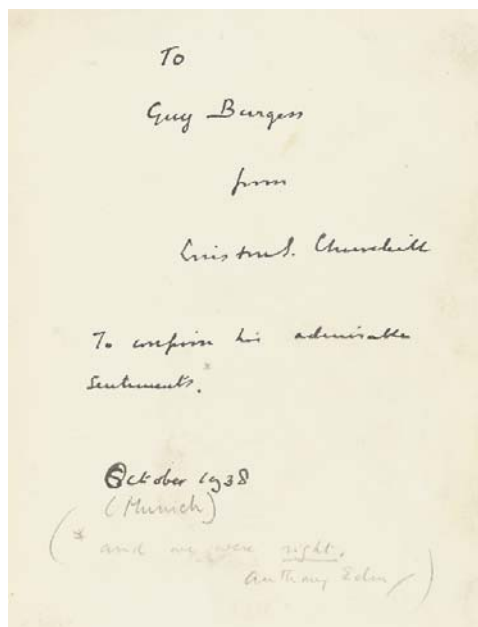 To
Guy Burgess
from
Winston S. Churchill
To confirm his admirable
sentiments.
October 1938
(Munich)
(* and we were right.
Anthony Eden)